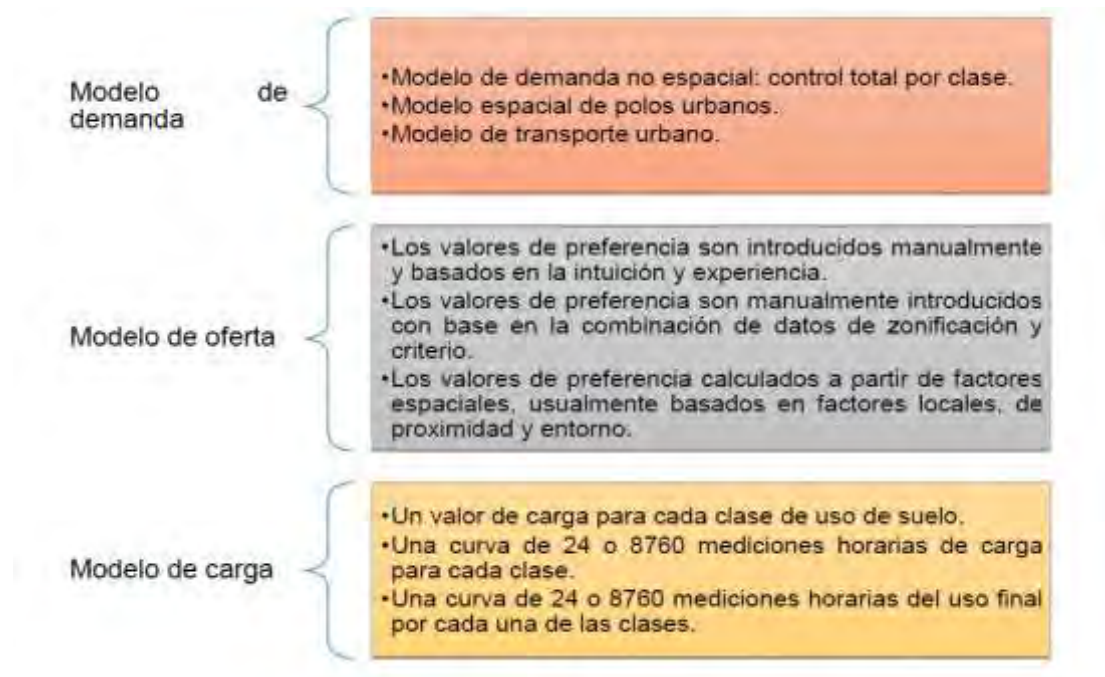 Modelo de
demanda
•Modelo de demanda no espacial: control total por clase.
•Modelo espacial de polos urbanos.
•Modelo de transporte urbano.
Modelo de oferta
•Los valores de preferencia son introducidos manualmente
y basados en la intuición y experiencia.
•Los valores de preferencia son manualmente introducidos
con base en la combinación de datos de zonificación y
criterio.
•Los valores de preferencia calculados a partir de factores
espaciales, usualmente basados en factores locales, de
proximidad y entorno.
Modelo de carga
•Un valor de carga para cada clase de uso de suelo.
•Una curva de 24 o 8760 mediciones horarias de carga
para cada clase.
•Una curva de 24 o 8760 mediciones horarias del uso final
por cada una de las clases.